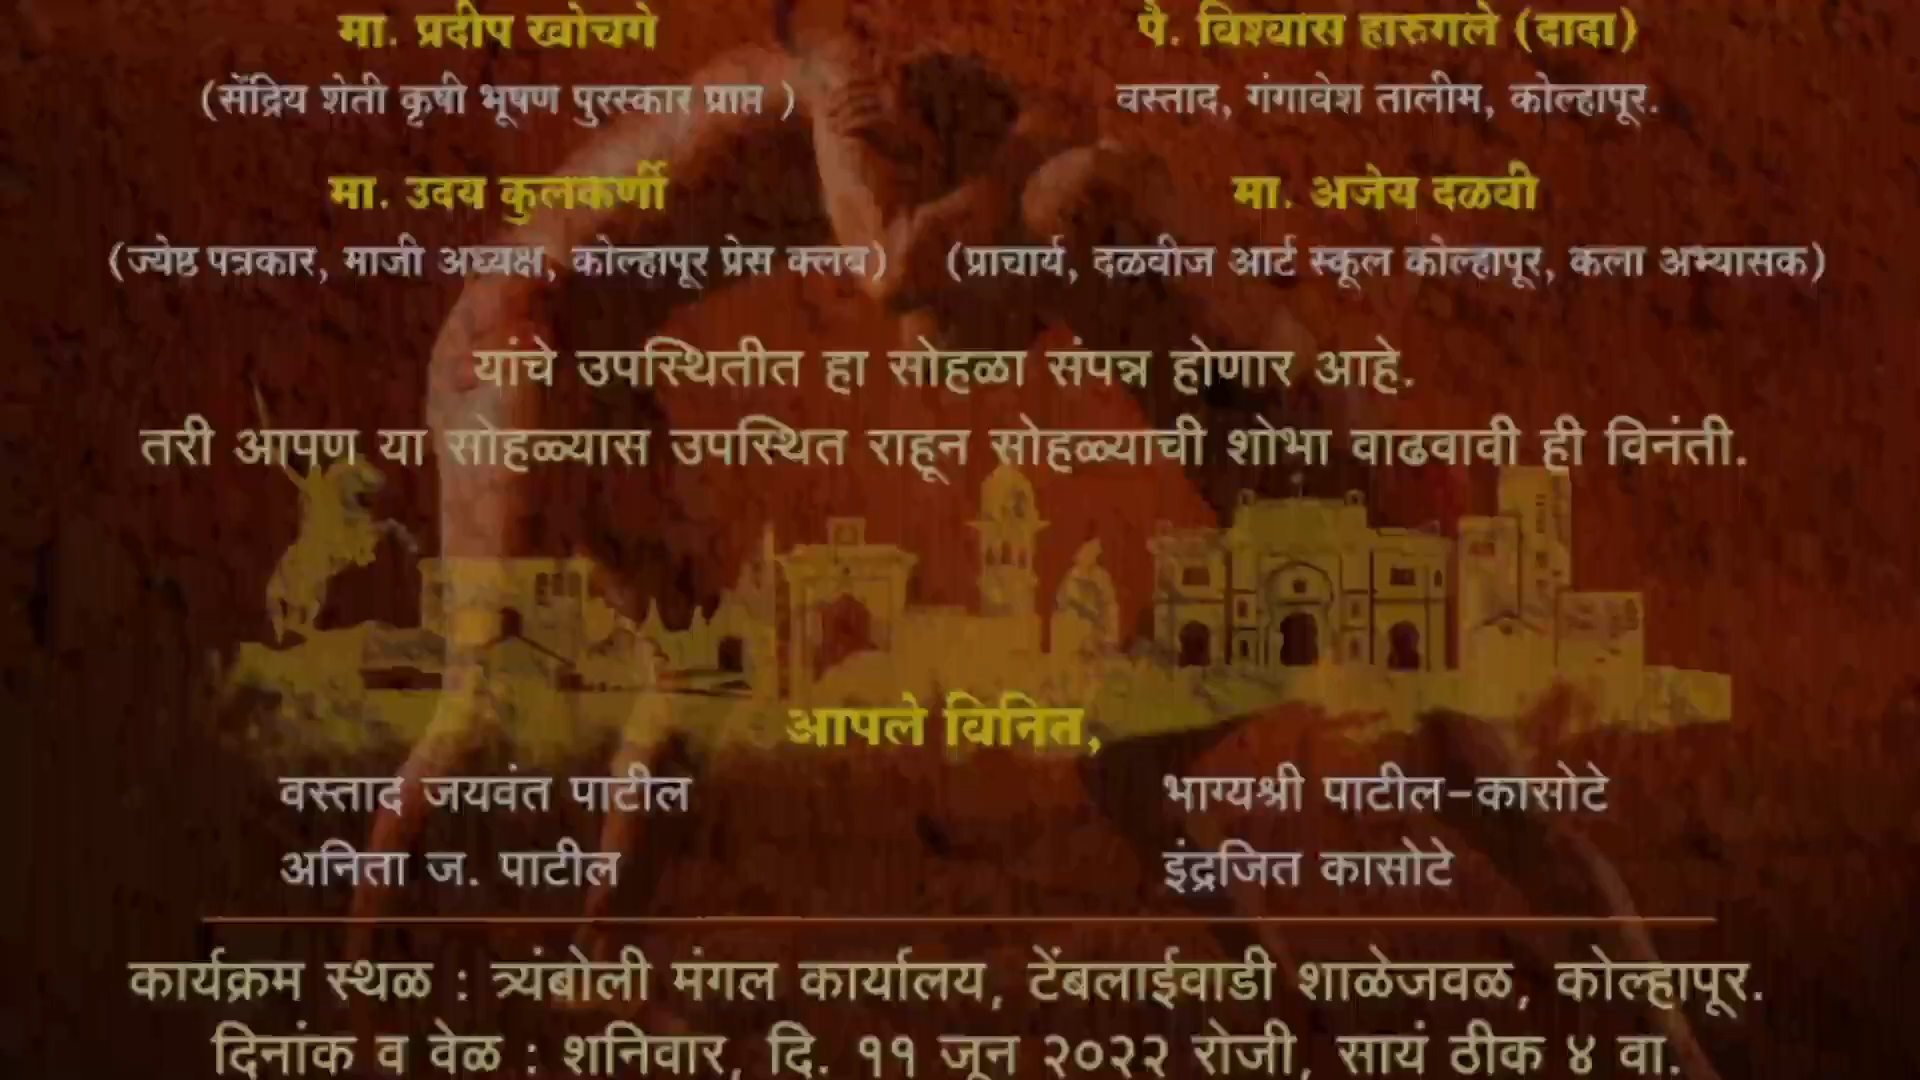 मा. प्रदीप खोचगे
पै. विश्वास हारुगले (दादा)
(सेंद्रिय शेती कृषी भूषण पुरस्कार प्राप्त )
वस्ताद, गंगावेश तालीम, कोल्हापूर.
मा. उदय कुलकर्णी
मा. अजेय दळवी
(ज्येष्ठ पत्रकार, माजी अध्यक्ष, कोल्हापूर प्रेस क्लब)
(प्राचार्य, दळवीज आर्ट स्कूल कोल्हापूर, कला अभ्यासक)
यांचे उपस्थितीत हा सोहळा संपन्न होणार आहे.
तरी आपण या सोहळ्यास उपस्थित राहून सोहळ्याची शोभा वाढवावी ही विनंती.
आपले विनित,
वस्ताद जयवंत पाटील
भाग्यश्री पाटील-कासोटे
अनिता ज. पाटील
इंद्रजित कासोटे
कार्यक्रम स्थळ : त्र्यंबोली मंगल कार्यालय, टेंबलाईवाडी शाळेजवळ, कोल्हापूर.
दिनांक व वेळ : शनिवार, दि. ११ जून २०२२ रोजी, सायं ठीक ४ वा.